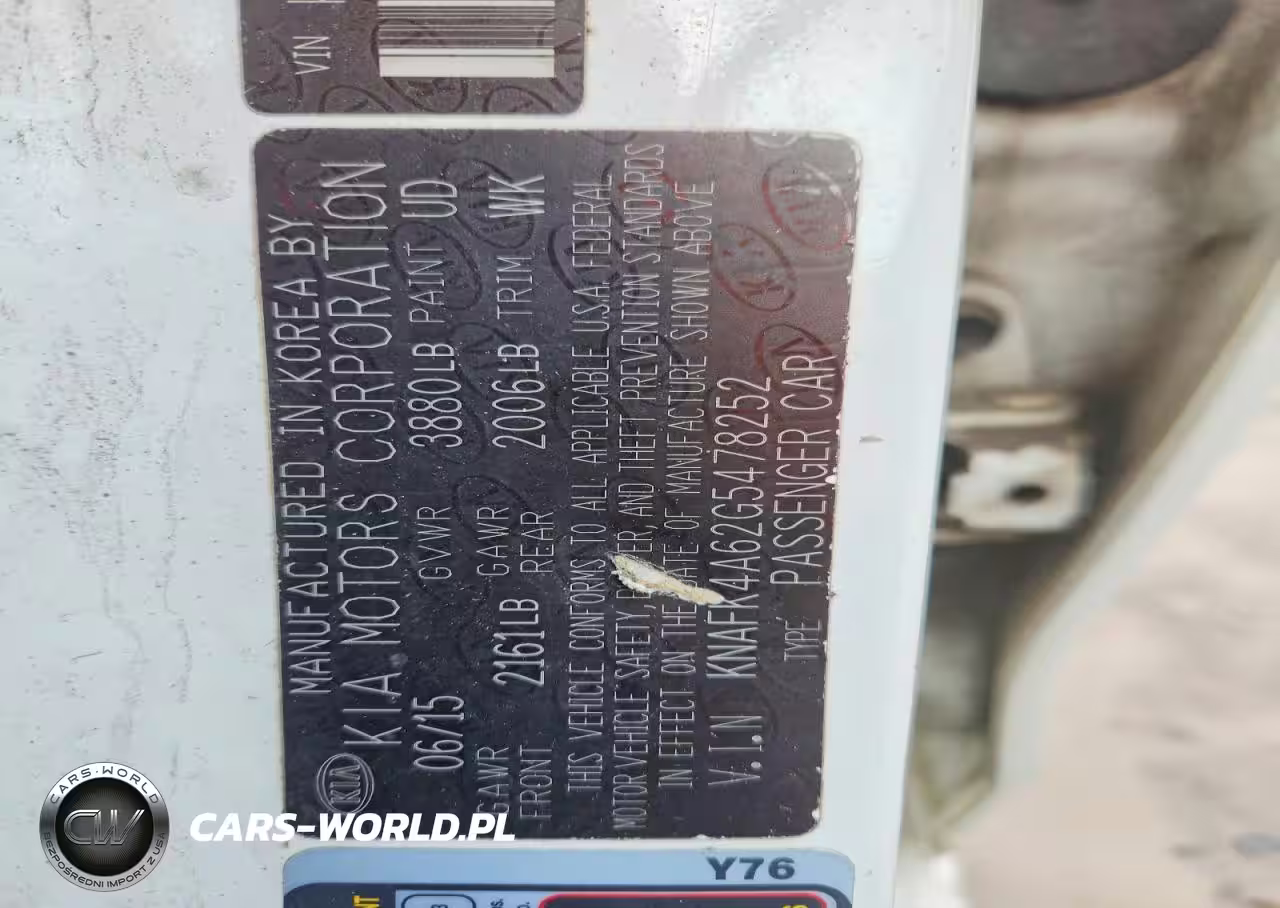 VIN
MANUFACTURED IN KOREA BY
KIA MOTORS CORPORATION
KIA
06/15 GVWR 3880LB PAINT UD
GAWR FRONT 2161LB GAWR REAR 2006LB TRIM WK
THIS VEHICLE CONFORMS TO ALL APPLICABLE U.S.A. FEDERAL
MOTOR VEHICLE SAFETY, AND THEFT PREVENTION STANDARDS
IN EFFECT ON THE DATE OF MANUFACTURE SHOWN ABOVE
V.I.N KNAFK4A62G5478252
TYPE PASSENGER CAR
Y76
CARS-WORLD
CW
BEZPOŚREDNI IMPORT Z USA
CARS-WORLD.PL